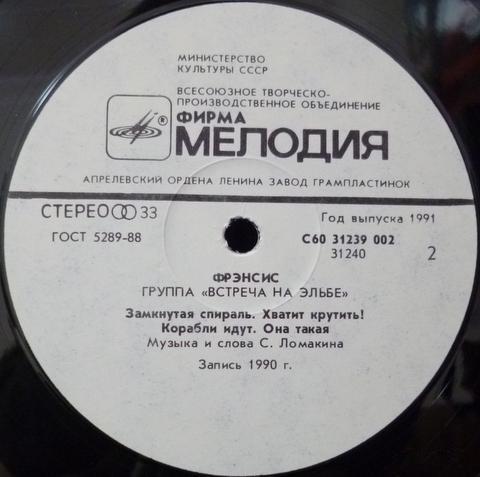 МИНИСТЕРСТВО
КУЛЬТУРЫ СССР
ВСЕСОЮЗНОЕ ТВОРЧЕСКО-
ПРОИЗВОДСТВЕННОЕ ОБЪЕДИНЕНИЕ
® ФИРМА
МЕЛОДИЯ
АПРЕЛЕВСКИЙ ОРДЕНА ЛЕНИНА ЗАВОД ГРАМПЛАСТИНОК
СТЕРЕО 33
Год выпуска 1991
ГОСТ 5289-88
С60 31239 002
31240
2
ФРЭНСИС
ГРУППА «ВСТРЕЧА НА ЭЛЬБЕ»
Замкнутая спираль. Хватит крутить!
Корабли идут. Она такая
Музыка и слова С. Ломакина
Запись 1990 г.